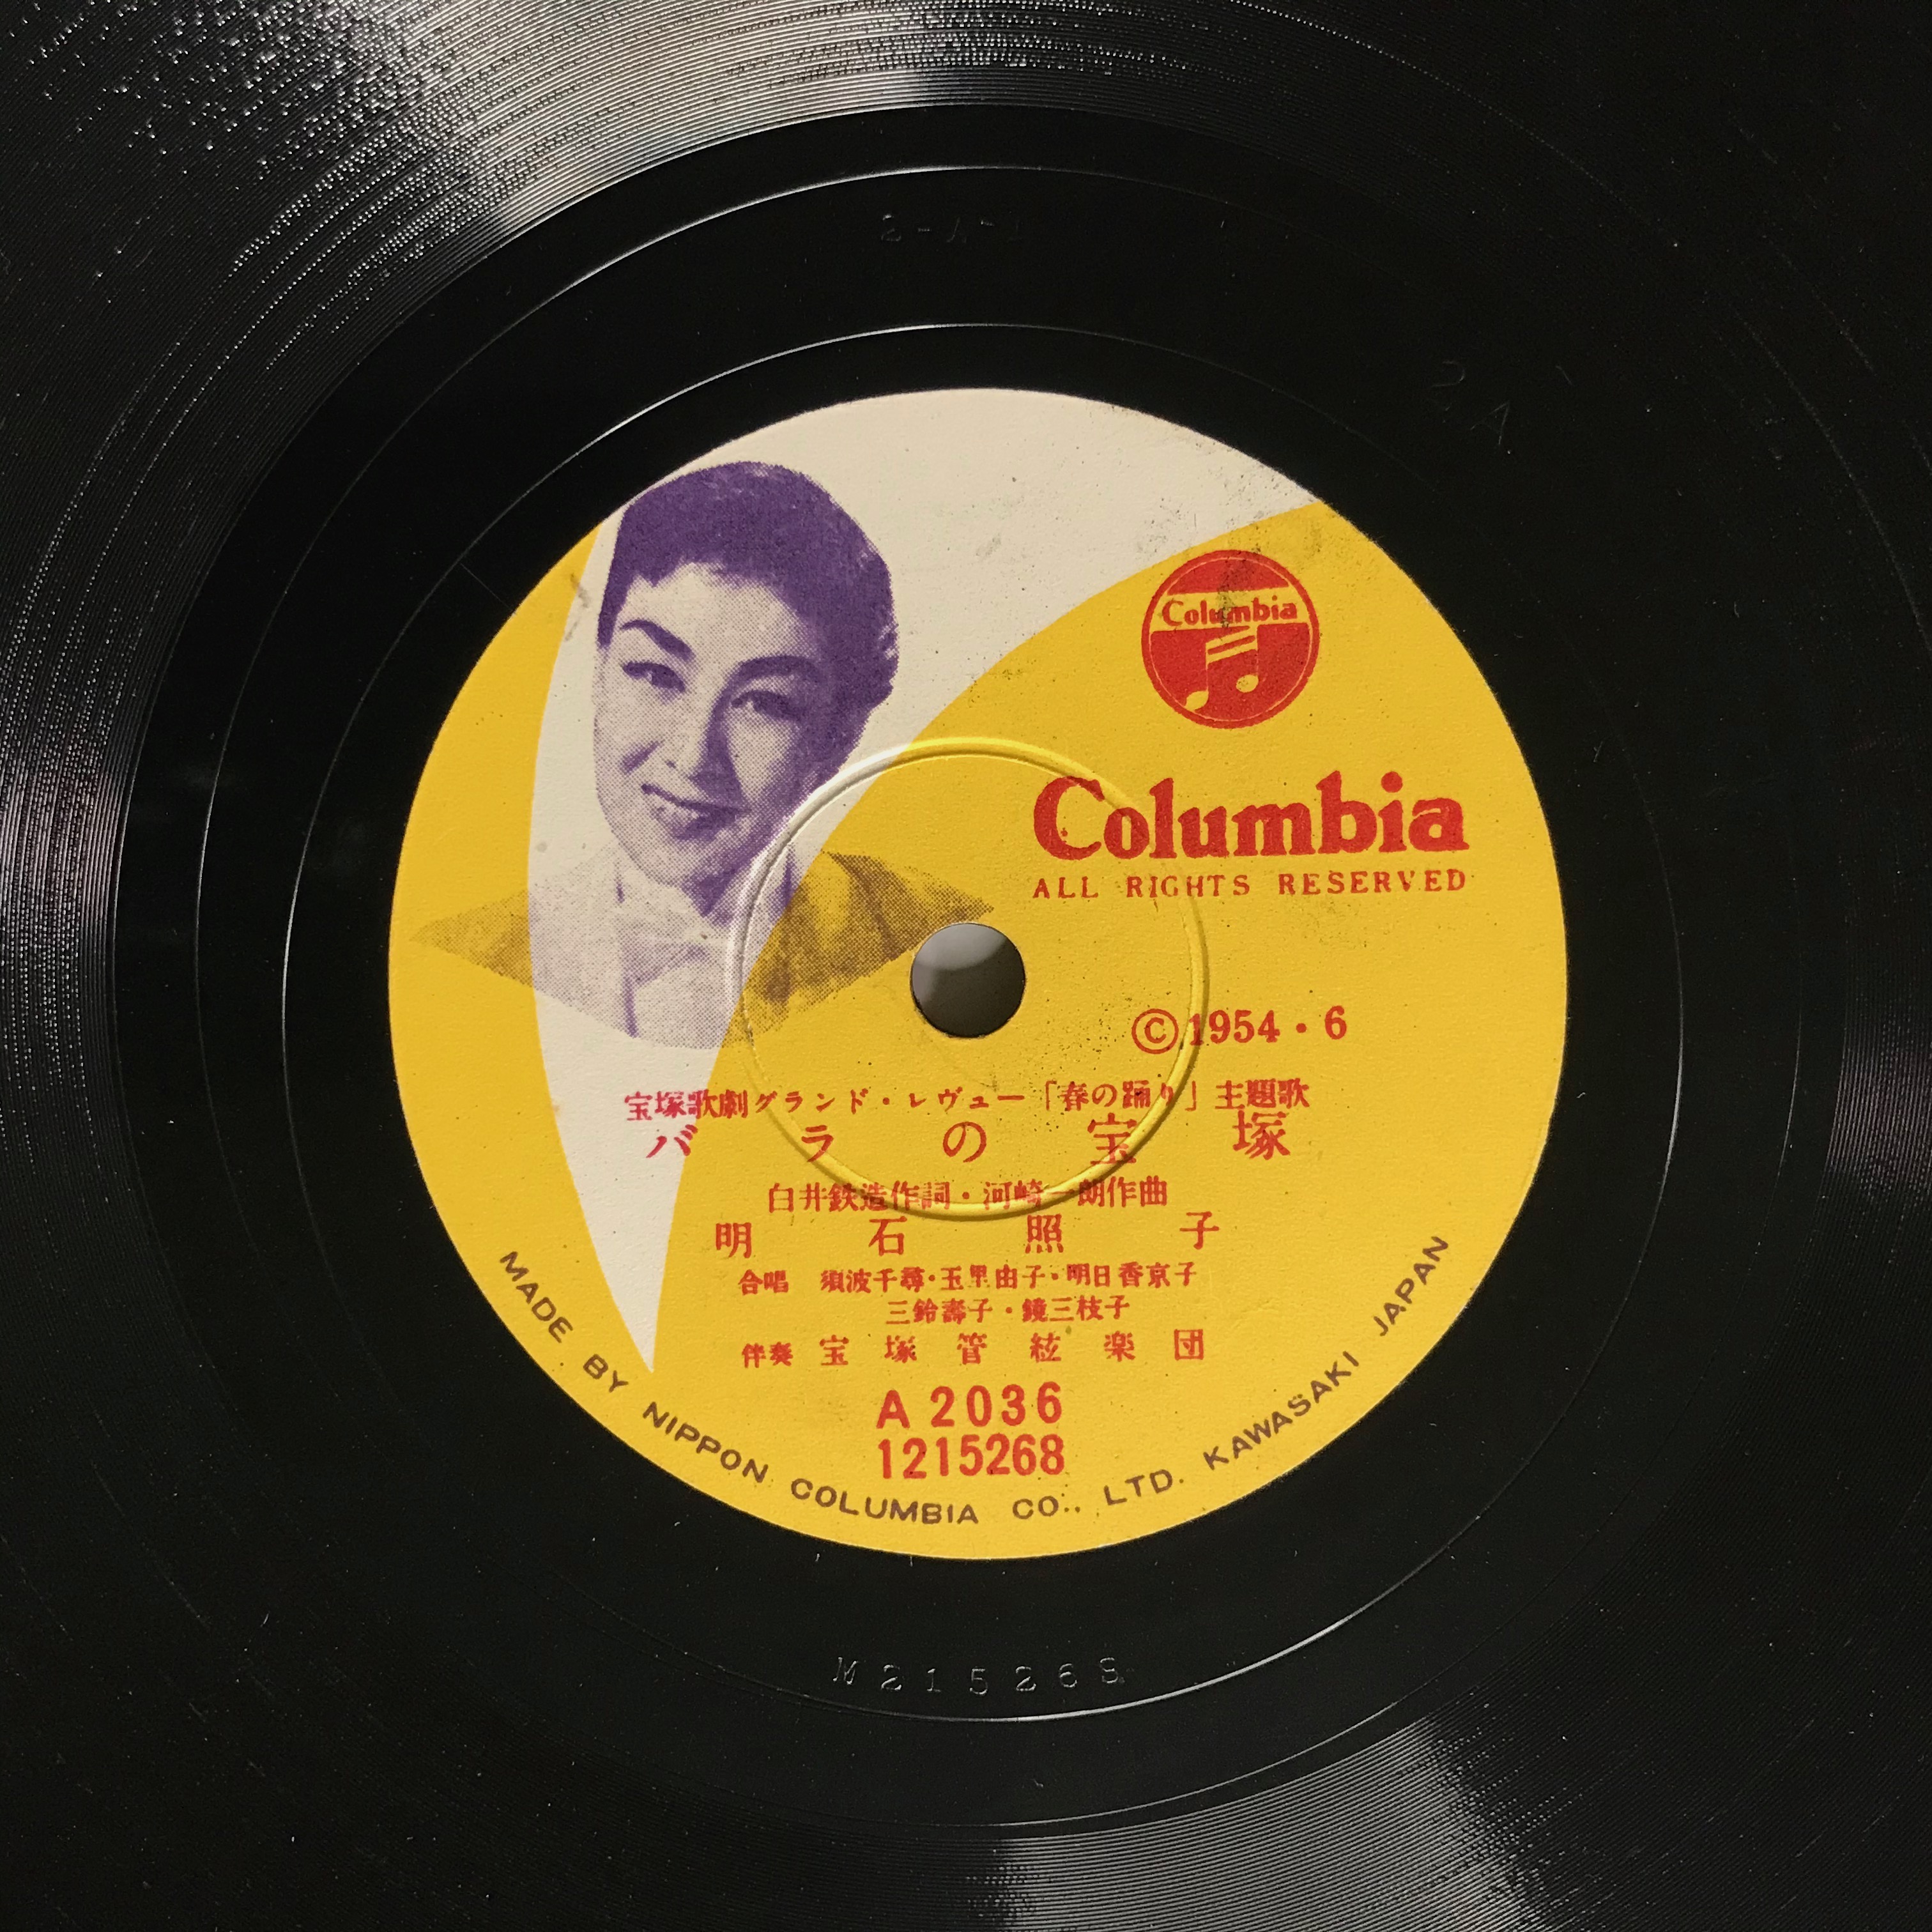 Columbia
Columbia
ALL RIGHTS RESERVED
Ⓒ1954・6
宝塚歌劇グランド・レヴュー「春の踊り」主題歌
バラの宝塚
白井鉄造作詞・河崎一朗作曲
明石照子
合唱 須波千尋・玉里由子・明日香京子
三鈴壽子・鏡三枝子
伴奏 宝塚管絃楽団
A 2036
1215268
MADE BY NIPPON COLUMBIA CO., LTD. KAWASAKI JAPAN
2A
M215268